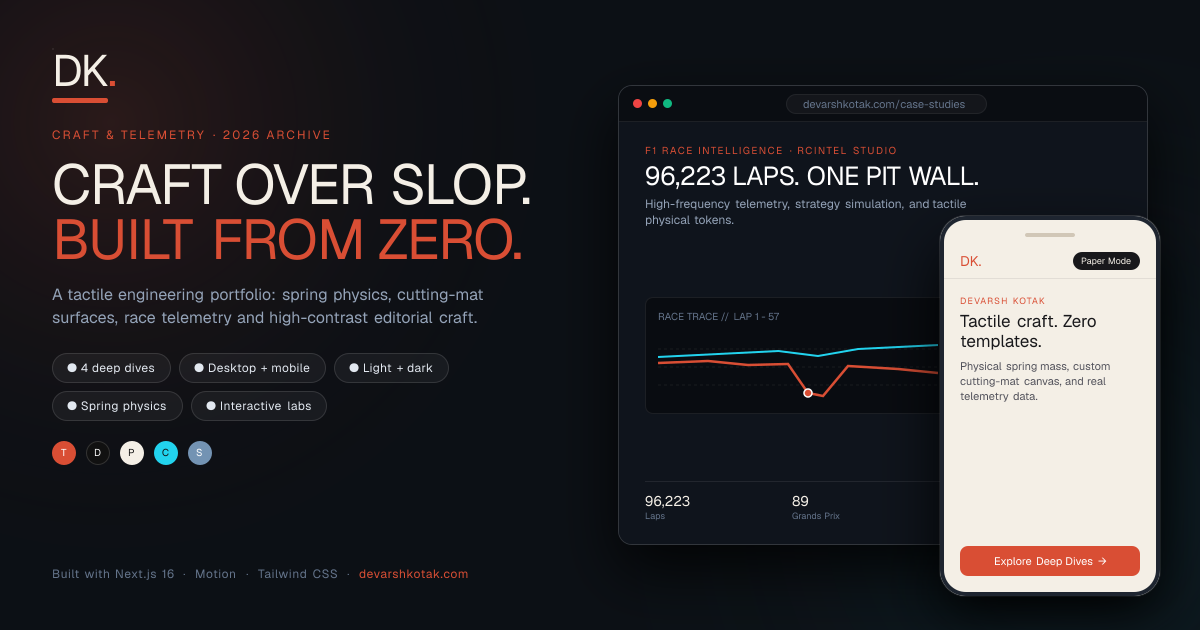 DK.
CRAFT & TELEMETRY · 2026 ARCHIVE
CRAFT OVER SLOP.
BUILT FROM ZERO.
A tactile engineering portfolio: spring physics, cutting-mat
surfaces, race telemetry and high-contrast editorial craft.
4 deep dives
Desktop + mobile
Light + dark
Spring physics
Interactive labs
T D P C S
Built with Next.js 16 · Motion · Tailwind CSS · devarshkotak.com
devarshkotak.com/case-studies
F1 RACE INTELLIGENCE · RCINTEL STUDIO
96,223 LAPS. ONE PIT WALL.
High-frequency telemetry, strategy simulation, and tactile
physical tokens.
RACE TRACE // LAP 1 - 57
96,223
Laps
89
Grands Prix
DK.
Paper Mode
DEVARSH KOTAK
Tactile craft. Zero
templates.
Physical spring mass, custom
cutting-mat canvas, and real
telemetry data.
Explore Deep Dives →